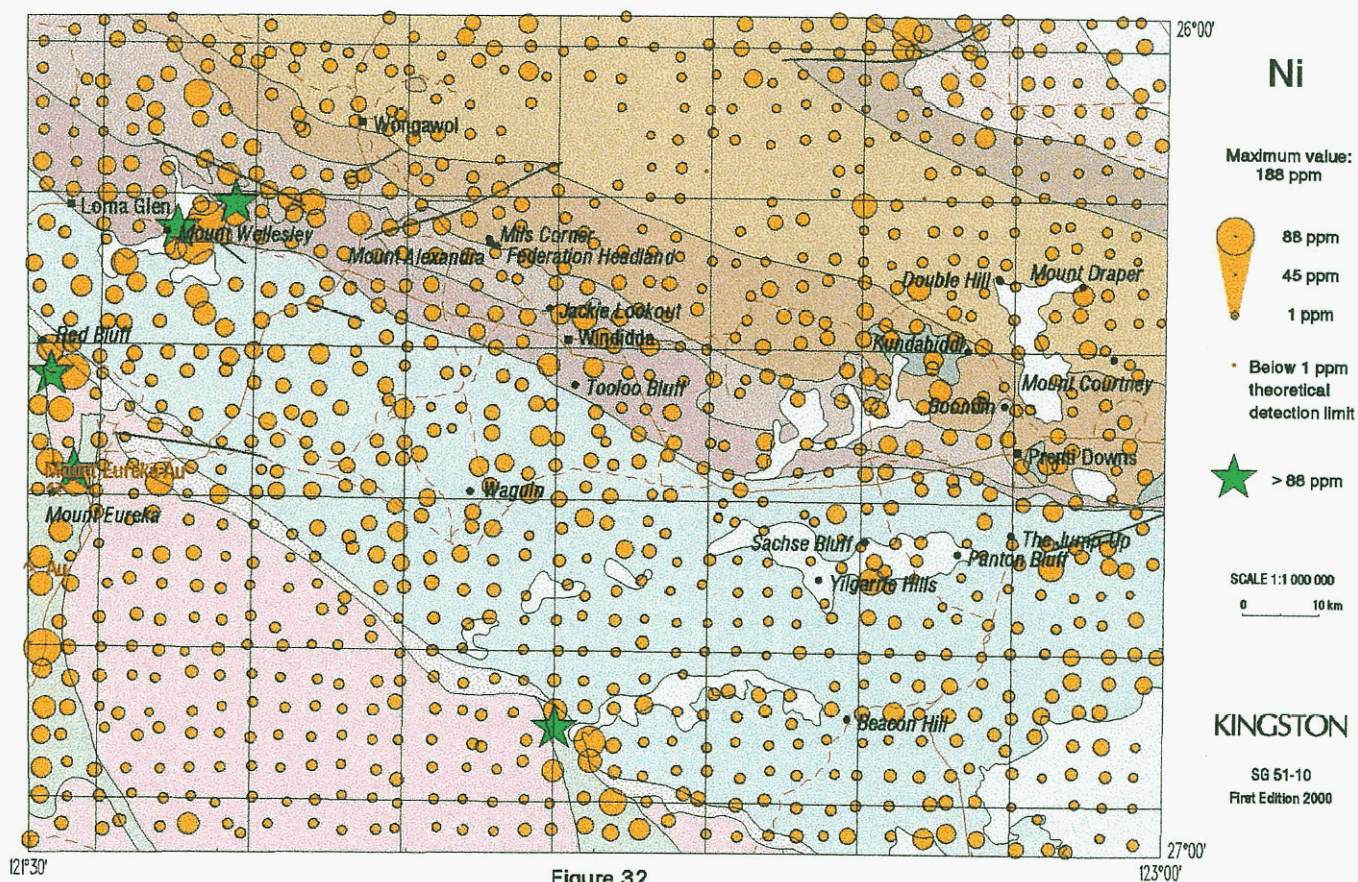 26°00'
Ni
Maximum value:
188 ppm
88 ppm
45 ppm
1 ppm
Below 1 ppm
theoretical
detection limit
> 88 ppm
SCALE 1:1 000 000
0 10 km
KINGSTON
SG 51-10
First Edition 2000
Wongawol
Lorna Glen
Mount Wellesley
Mils Corner
Mount Alexandra
Federation Headland
Double Hill
Mount Draper
Jackie Lookout
Red Bluff
Windidda
Kundabiddi
Tooloo Bluff
Mount Courtney
Boondin
Prenti Downs
Mount Eureka Au
Waguin
Mount Eureka
Sachse Bluff
The Jump-Up
Panton Bluff
Au
Yilgarite Hills
Beacon Hill
121°30'
27°00'
123°00'
Figure 32